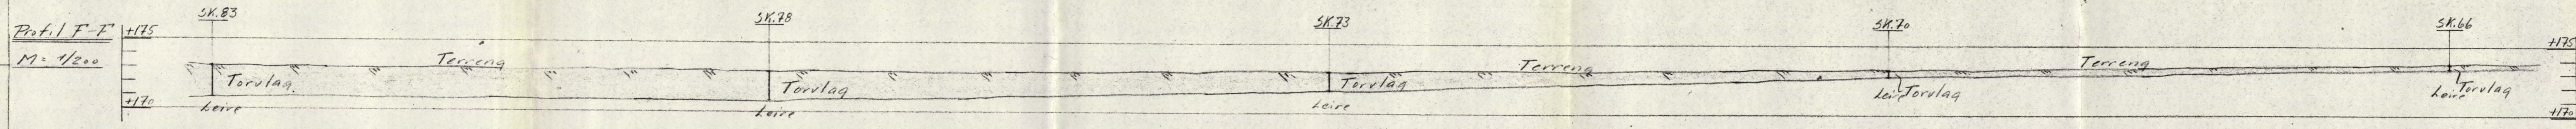 SK.83
SK.78
SK.73
SK.70
SK.66
Profil F-F
+175
M= 1/200
Terreng
Terreng
Terreng
+175
Torvlag.
Torvlag
Torvlag
Torvlag
Torvlag
+170
Leire
Leire
Leire
Leire
Leire
+170